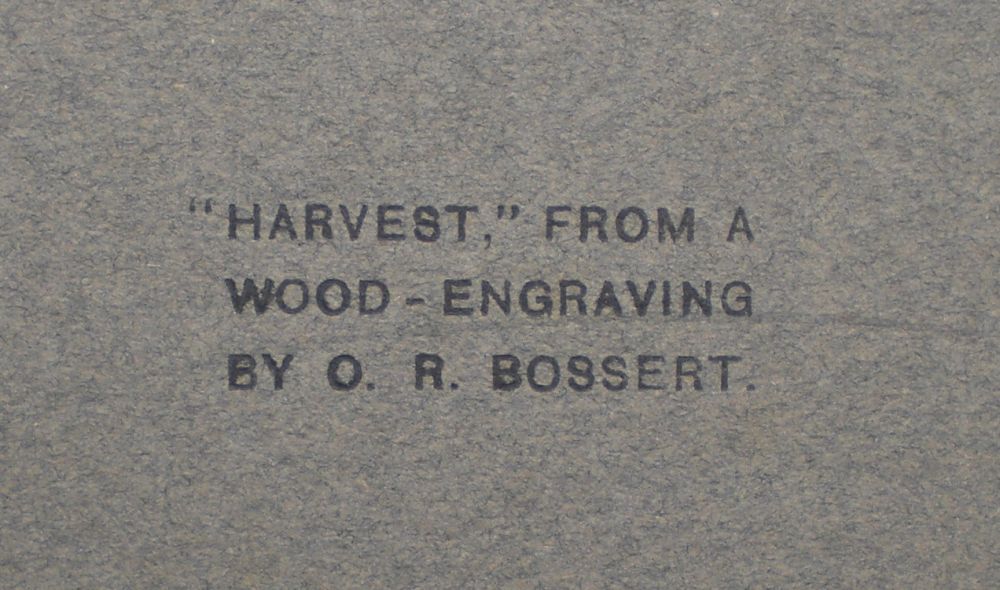 "HARVEST," FROM A
WOOD-ENGRAVING
BY O. R. BOSSERT.